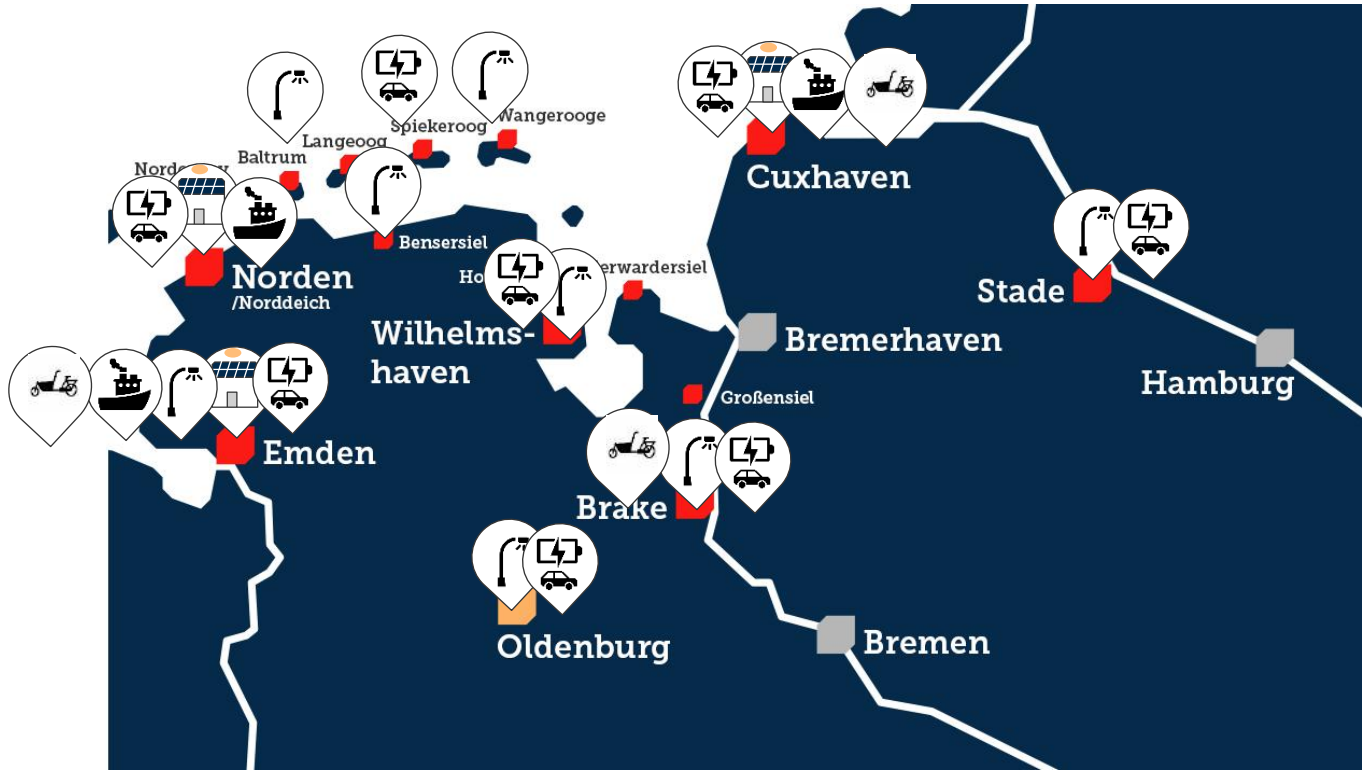 Wangerooge
Spiekeroog
Langeoog
Baltrum
Cuxhaven
Bensersiel
Norden
/Norddeich
Stade
Wilhelms-
haven
Bremerhaven
Hamburg
Großensiel
Emden
Brake
Oldenburg
Bremen